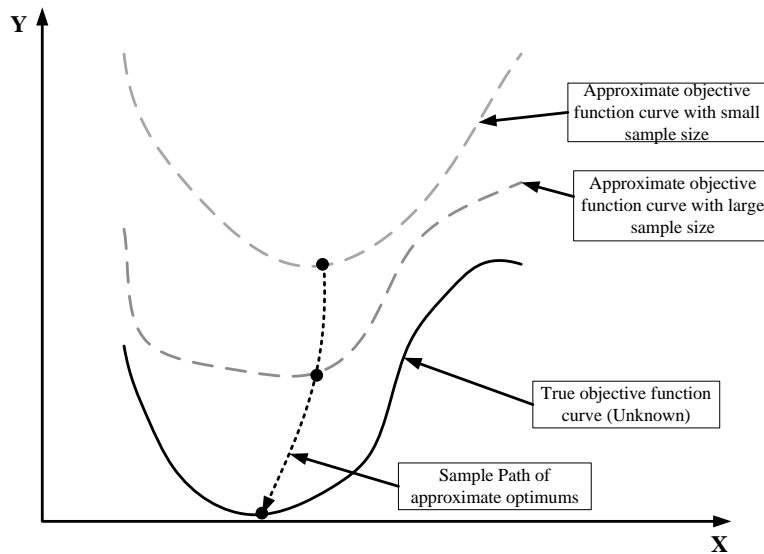 Y
Approximate objective
function curve with small
sample size
Approximate objective
function curve with large
sample size
True objective function
curve (Unknown)
Sample Path of
approximate optimums
X